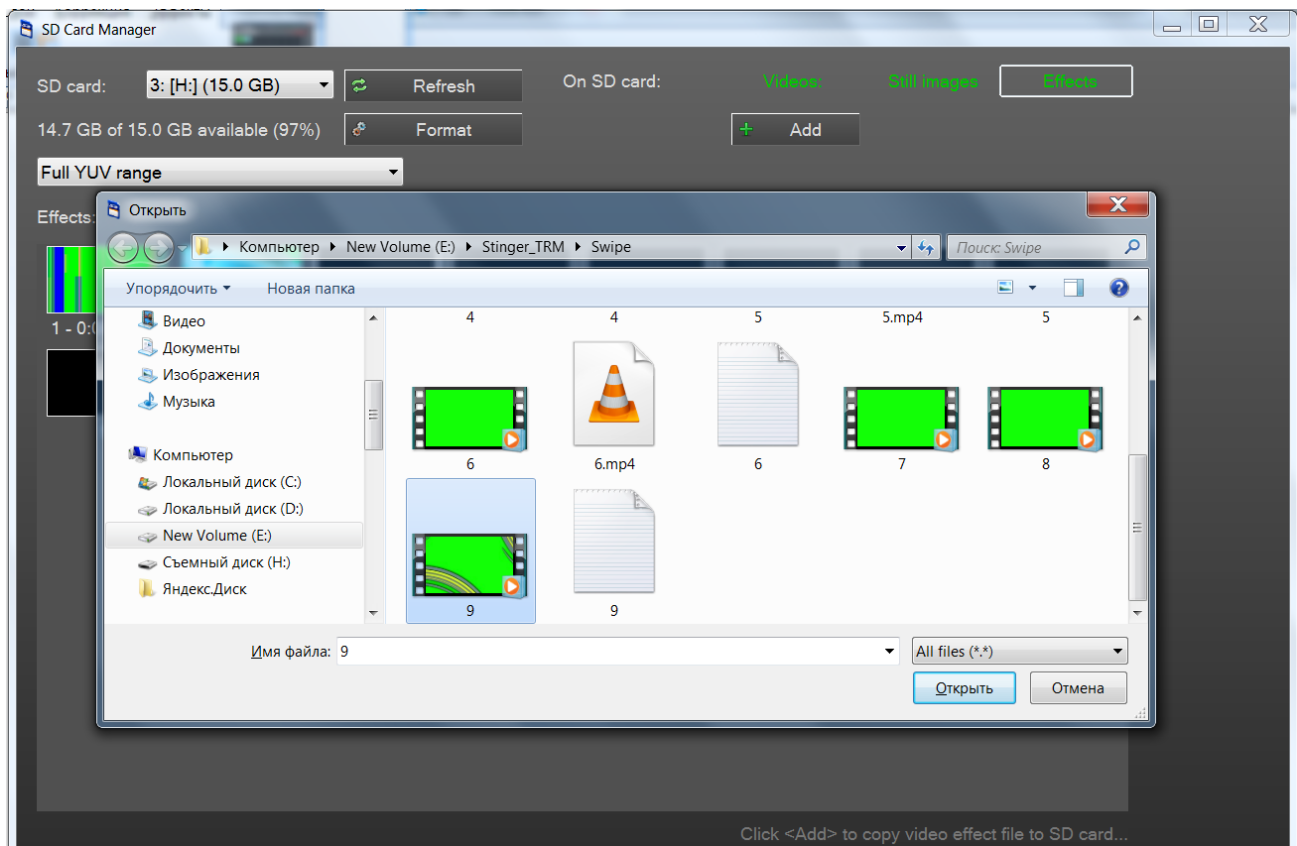 SD Card Manager
SD card: 3: [H:] (15.0 GB) Refresh On SD card: Videos: Still images Effects
14.7 GB of 15.0 GB available (97%) Format + Add
Full YUV range
Effects:
Открыть
Компьютер New Volume (E:) Stinger_TRM Swipe Поиск: Swipe
Упорядочить Новая папка
Видео
Документы
Изображения
Музыка
Компьютер
Локальный диск (C:)
Локальный диск (D:)
New Volume (E:)
Съемный диск (H:)
Яндекс.Диск
4 4 5 5.mp4 5
6 6.mp4 6 7 8
9 9
1 - 0:0
Имя файла: 9 All files (*.*)
Открыть Отмена
Click <Add> to copy video effect file to SD card...